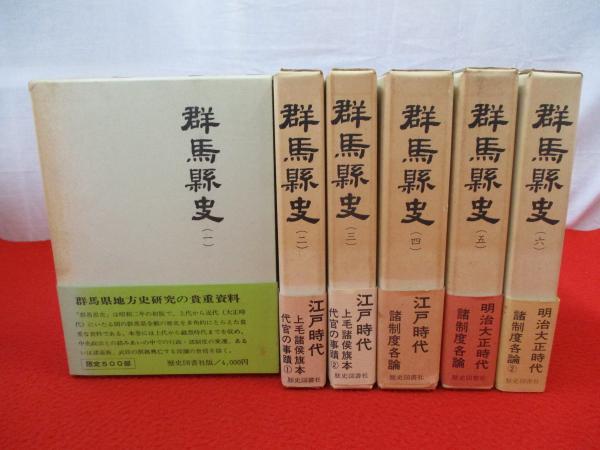 群馬縣史
(一)
群馬県地方史研究の貴重資料
限定500部
歴史図書社版/4,000円
群馬縣史
(二)
江戸時代
上毛諸侯旗本
代官の事蹟①
歴史図書社
群馬縣史
(三)
江戸時代
上毛諸侯旗本
代官の事蹟②
歴史図書社
群馬縣史
(四)
江戸時代
諸制度各論
歴史図書社
群馬縣史
(五)
明治大正時代
諸制度各論
歴史図書社
群馬縣史
(六)
明治大正時代
諸制度各論②
歴史図書社